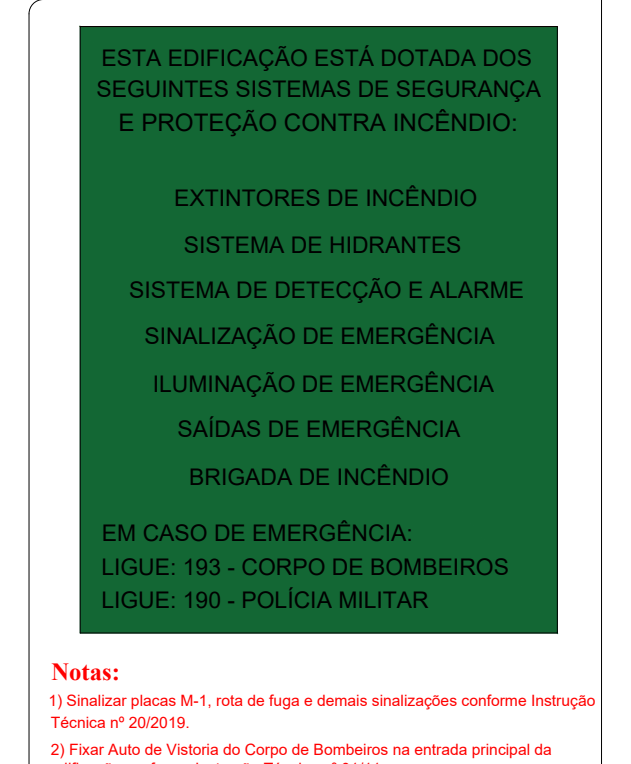 ESTA EDIFICAÇÃO ESTÁ DOTADA DOS
SEGUINTES SISTEMAS DE SEGURANÇA
E PROTEÇÃO CONTRA INCÊNDIO:
EXTINTORES DE INCÊNDIO
SISTEMA DE HIDRANTES
SISTEMA DE DETECÇÃO E ALARME
SINALIZAÇÃO DE EMERGÊNCIA
ILUMINAÇÃO DE EMERGÊNCIA
SAÍDAS DE EMERGÊNCIA
BRIGADA DE INCÊNDIO
EM CASO DE EMERGÊNCIA:
LIGUE: 193 - CORPO DE BOMBEIROS
LIGUE: 190 - POLÍCIA MILITAR
Notas:
1) Sinalizar placas M-1, rota de fuga e demais sinalizações conforme Instrução
Técnica nº 20/2019.
2) Fixar Auto de Vistoria do Corpo de Bombeiros na entrada principal da